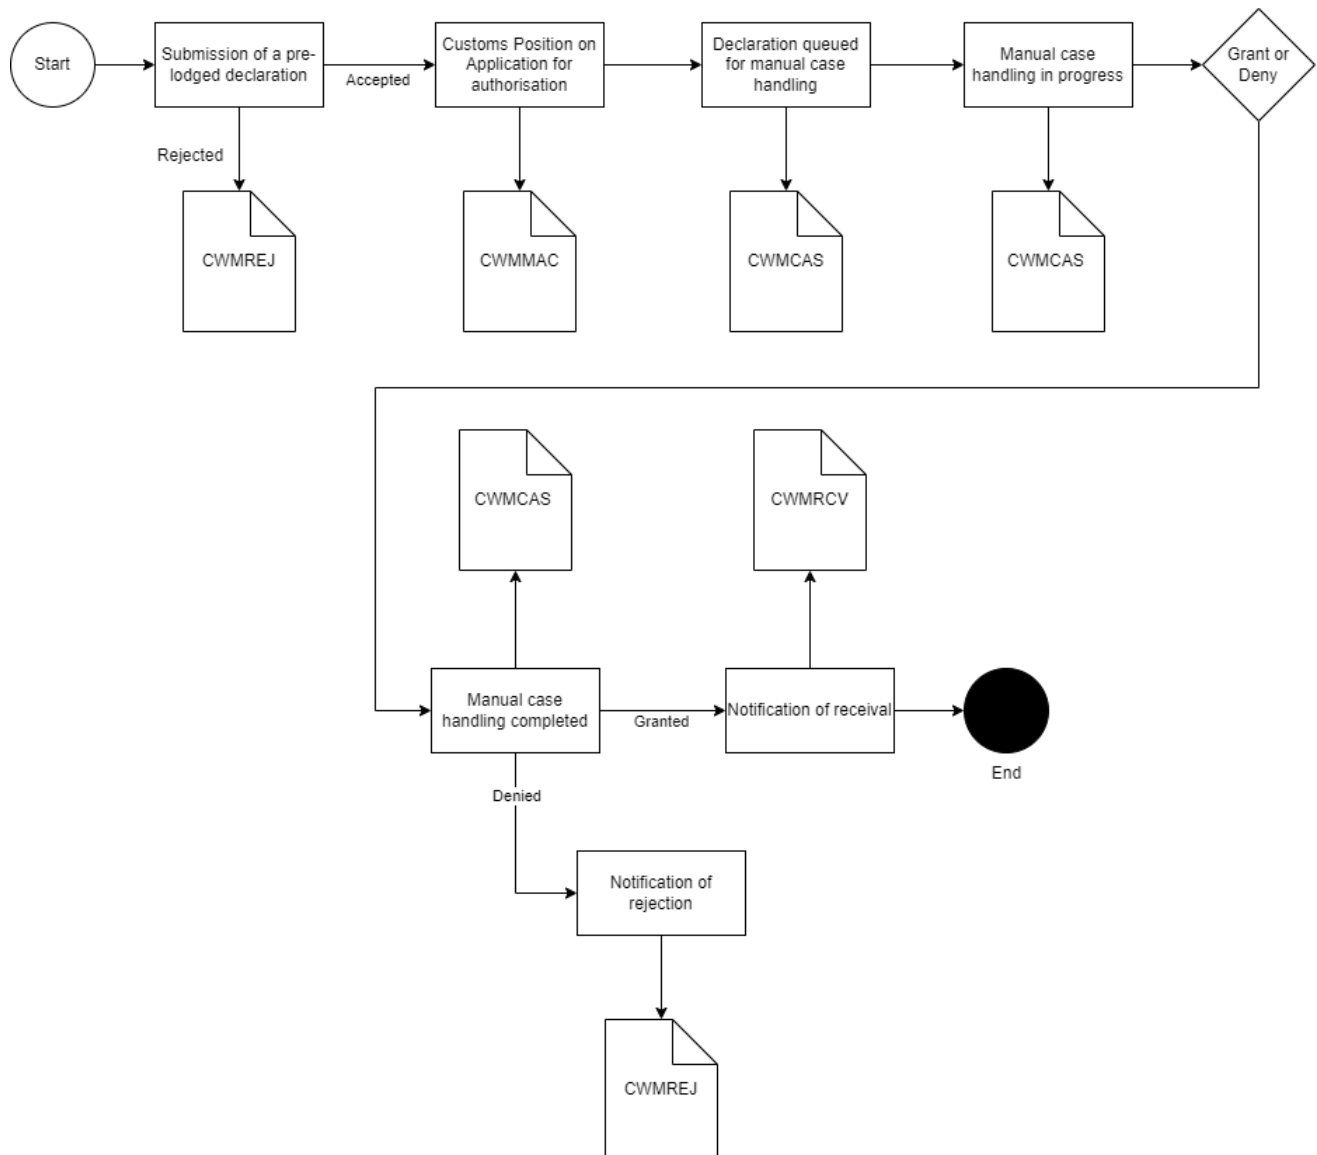 Start
Submission of a pre-
lodged declaration
Accepted
Customs Position on
Application for
authorisation
Declaration queued
for manual case
handling
Manual case
handling in progress
Grant or
Deny
Rejected
CWMREJ
CWMMAC
CWMCAS
CWMCAS
CWMCAS
CWMRCV
Manual case
handling completed
Granted
Notification of receival
End
Denied
Notification of
rejection
CWMREJ